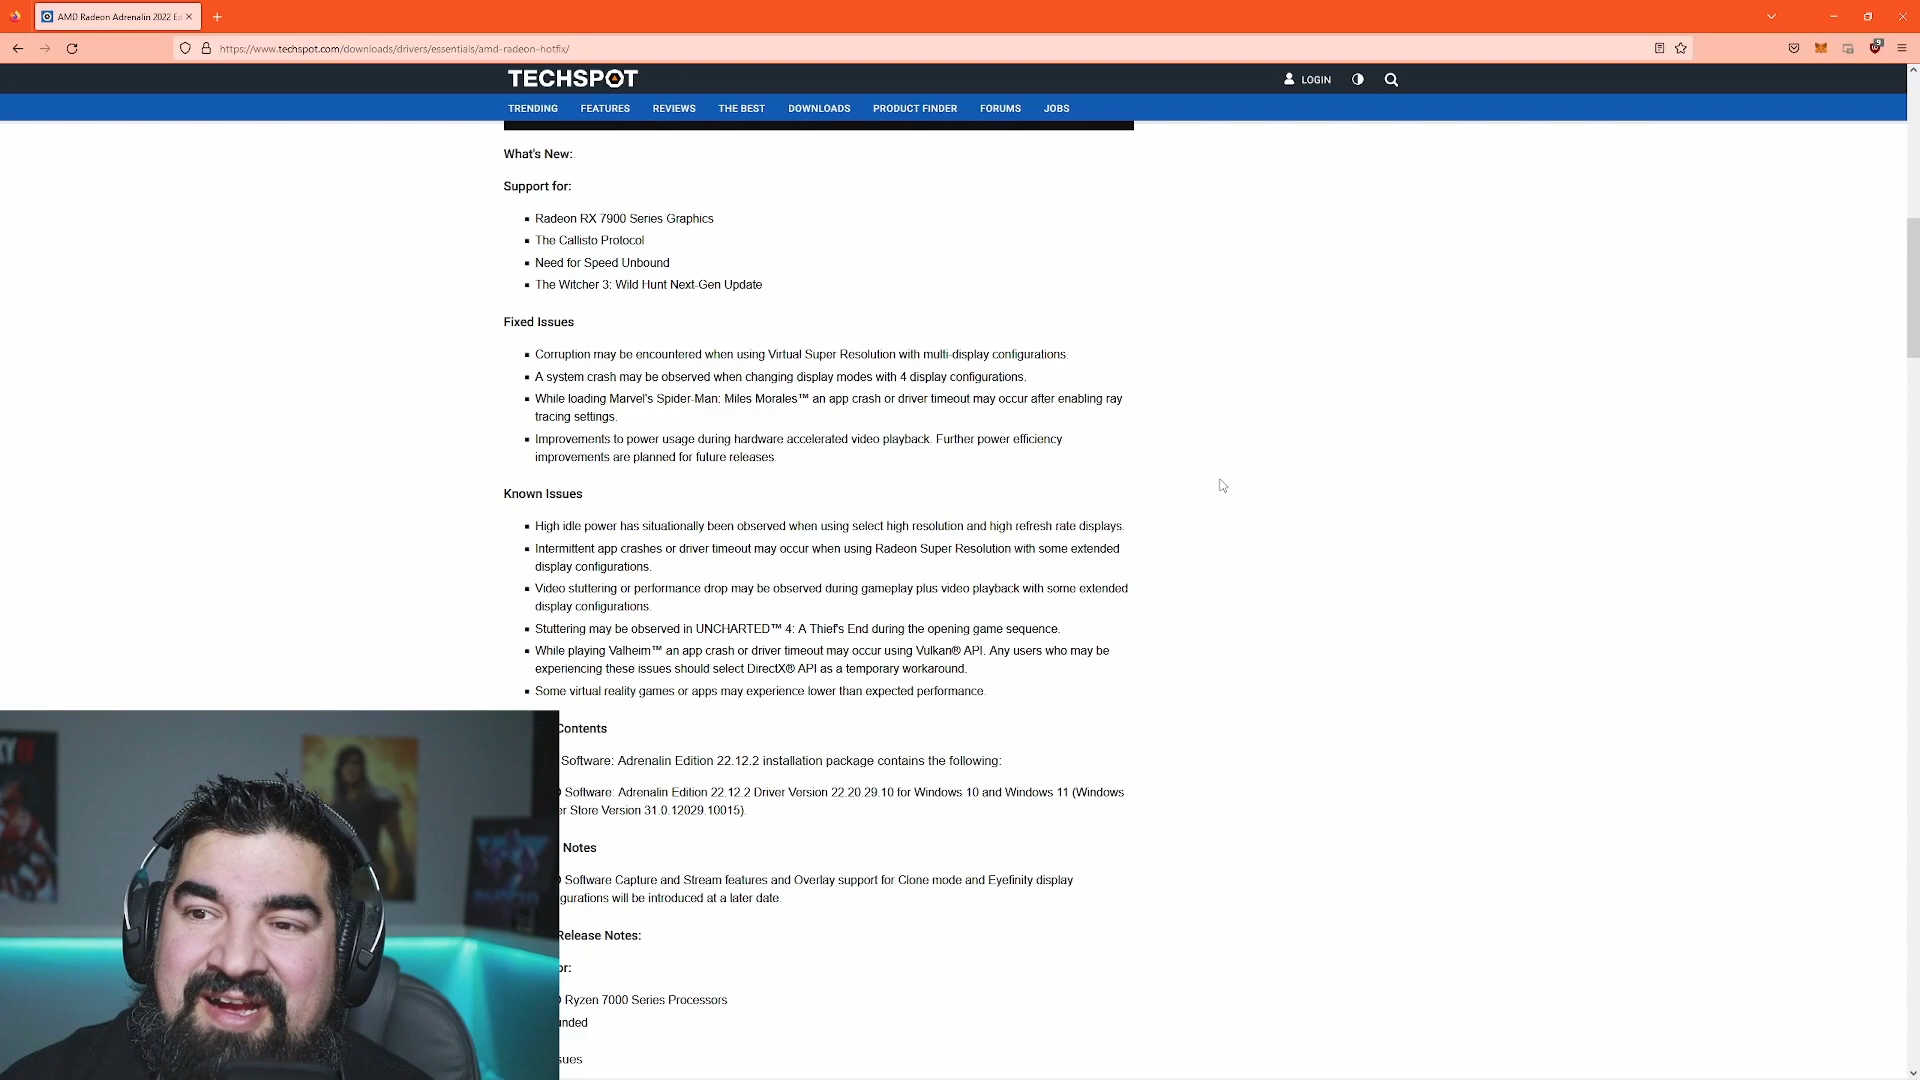 AMD Radeon Adrenalin 2022 Ed
https://www.techspot.com/downloads/drivers/essentials/amd-radeon-hotfix/
9
TECHSPOT
LOGIN
TRENDING FEATURES REVIEWS THE BEST DOWNLOADS PRODUCT FINDER FORUMS JOBS
What's New:
Support for:
Radeon RX 7900 Series Graphics
The Callisto Protocol
Need for Speed Unbound
The Witcher 3: Wild Hunt Next-Gen Update
Fixed Issues
Corruption may be encountered when using Virtual Super Resolution with multi-display configurations.
A system crash may be observed when changing display modes with 4 display configurations.
While loading Marvel's Spider-Man: Miles Morales™ an app crash or driver timeout may occur after enabling ray
tracing settings.
Improvements to power usage during hardware accelerated video playback. Further power efficiency
improvements are planned for future releases.
Known Issues
High idle power has situationally been observed when using select high resolution and high refresh rate displays.
Intermittent app crashes or driver timeout may occur when using Radeon Super Resolution with some extended
display configurations.
Video stuttering or performance drop may be observed during gameplay plus video playback with some extended
display configurations.
Stuttering may be observed in UNCHARTED™ 4: A Thief's End during the opening game sequence.
While playing Valheim™ an app crash or driver timeout may occur using Vulkan® API. Any users who may be
experiencing these issues should select DirectX® API as a temporary workaround.
Some virtual reality games or apps may experience lower than expected performance.
Contents
Software: Adrenalin Edition 22.12.2 installation package contains the following:
Software: Adrenalin Edition 22.12.2 Driver Version 22.20.29.10 for Windows 10 and Windows 11 (Windows
er Store Version 31.0.12029.10015).
Notes
Software Capture and Stream features and Overlay support for Clone mode and Eyefinity display
gurations will be introduced at a later date.
Release Notes:
or:
Ryzen 7000 Series Processors
unded
sues